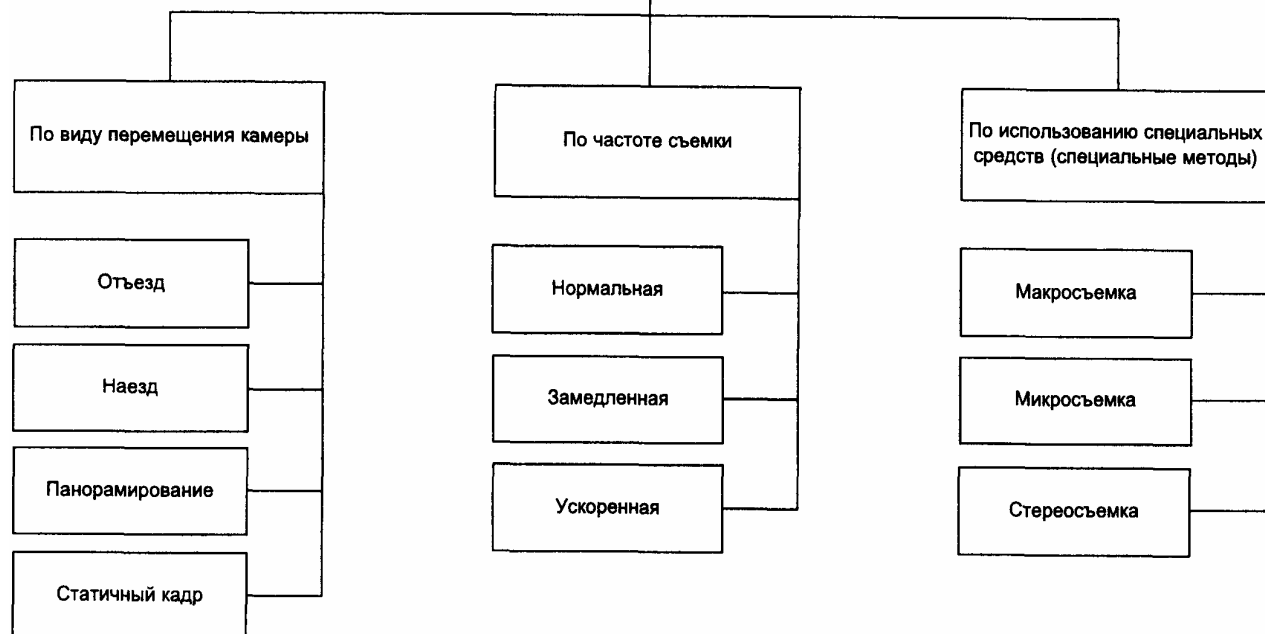 По виду перемещения камеры
Отъезд
Наезд
Панорамирование
Статичный кадр
По частоте съемки
Нормальная
Замедленная
Ускоренная
По использованию специальных
средств (специальные методы)
Макросъемка
Микросъемка
Стереосъемка